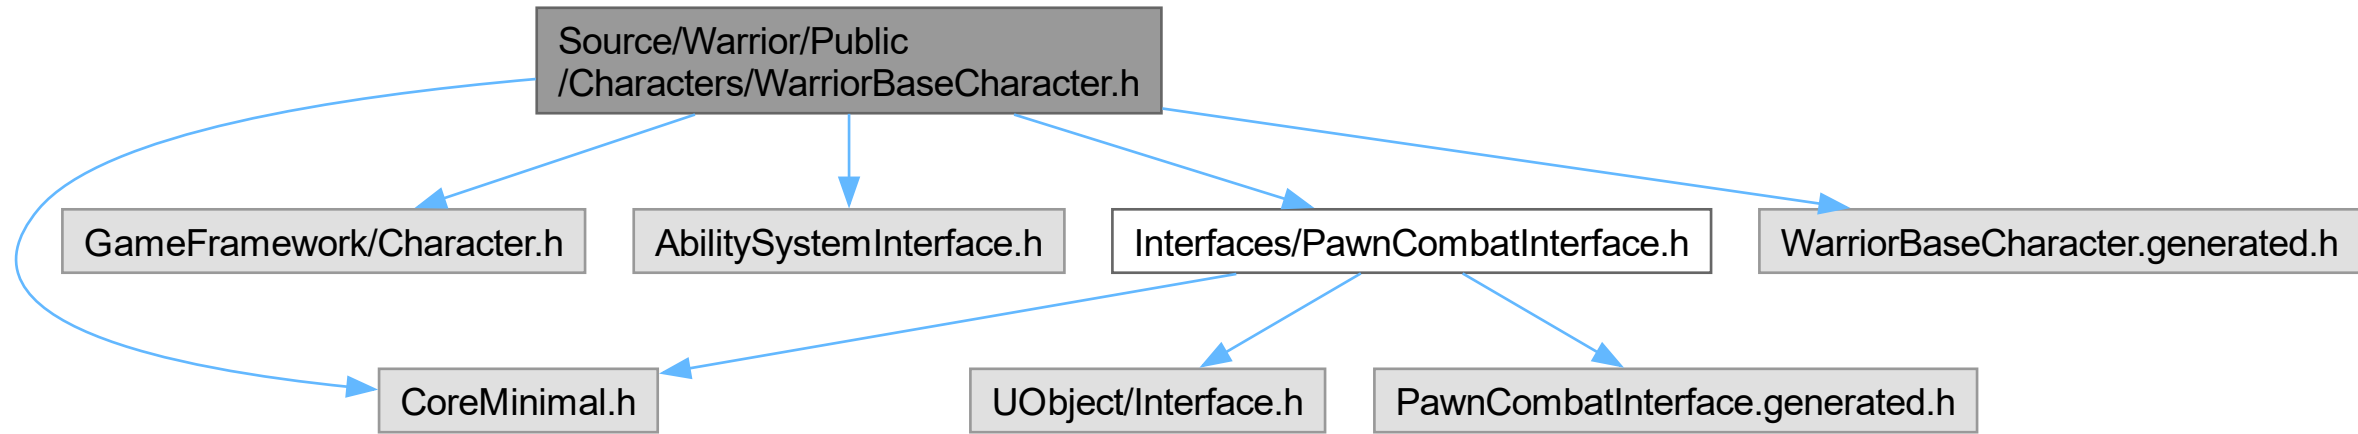 Source/Warrior/Public
/Characters/WarriorBaseCharacter.h
GameFramework/Character.h
AbilitySystemInterface.h
Interfaces/PawnCombatInterface.h
WarriorBaseCharacter.generated.h
CoreMinimal.h
UObject/Interface.h
PawnCombatInterface.generated.h